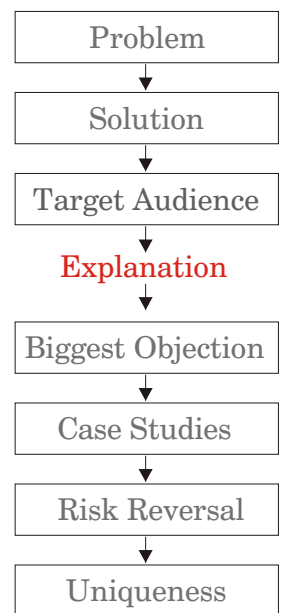 Problem
Solution
Target Audience
Explanation
Biggest Objection
Case Studies
Risk Reversal
Uniqueness